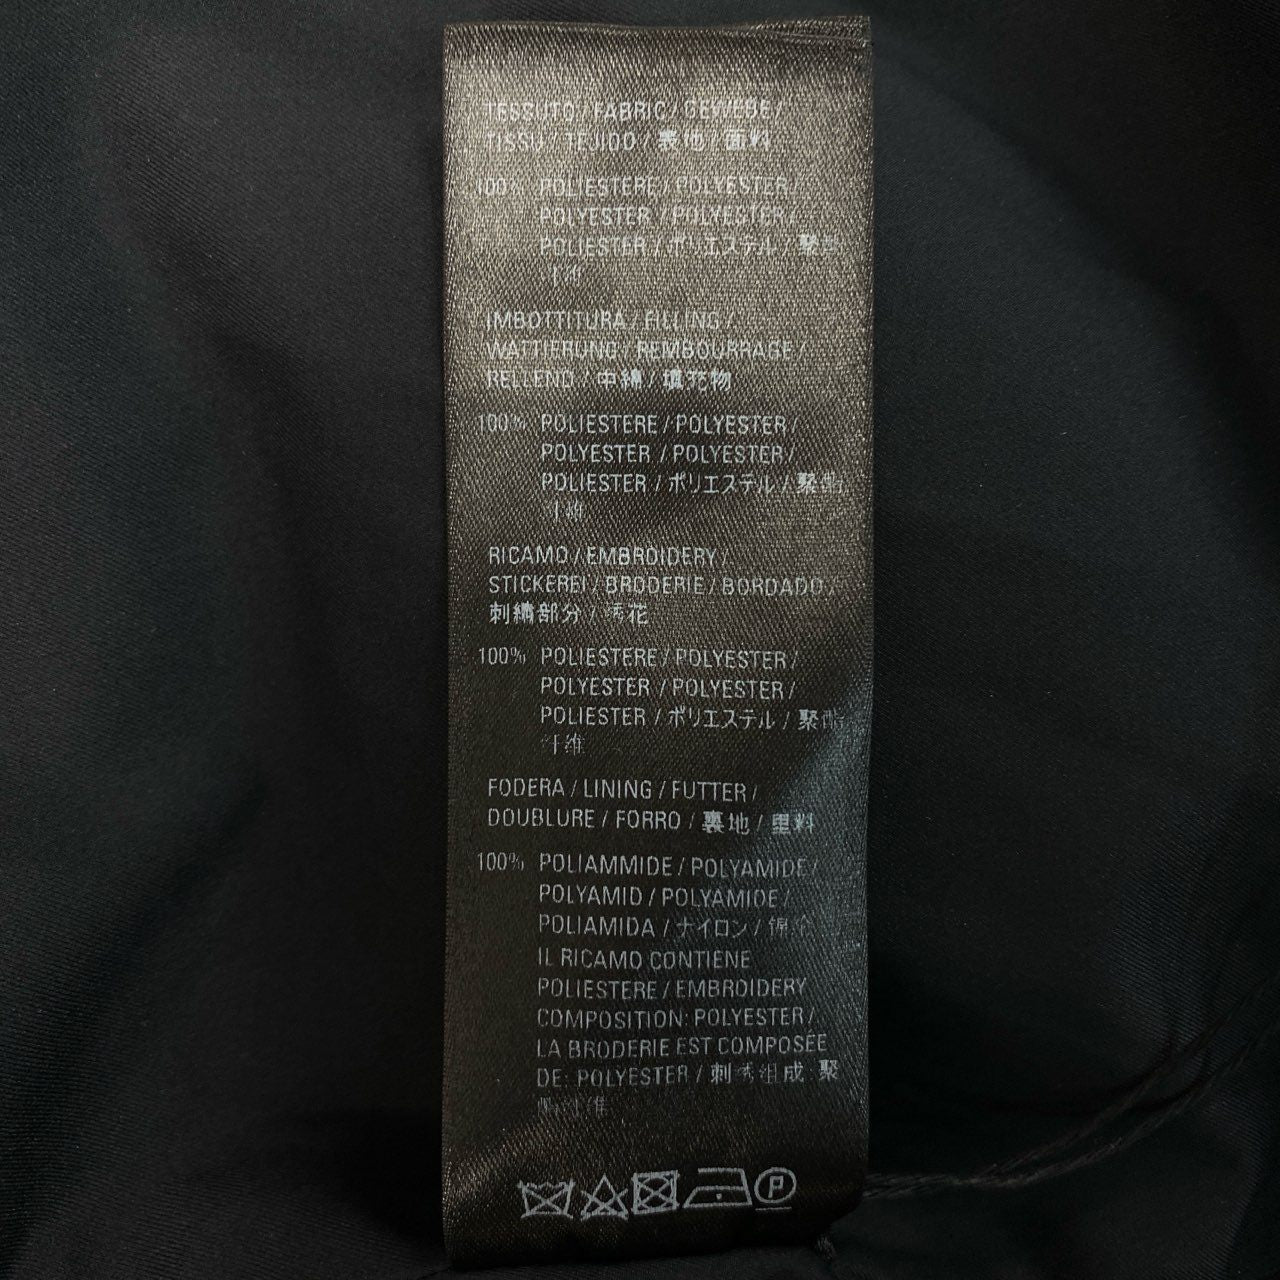 TESSUTO / FABRIC / GEWEBE /
TISSU / TEJIDO / 表地 / 面料
100% POLIESTERE / POLYESTER /
POLYESTER / POLYESTER /
POLIESTER / ポリエステル / 聚酯
纤维
IMBOTTITURA / FILLING /
WATTIERUNG / REMBOURRAGE /
RELLENO / 中綿 / 填充物
100% POLIESTERE / POLYESTER /
POLYESTER / POLYESTER /
POLIESTER / ポリエステル / 聚酯
纤维
RICAMO / EMBROIDERY /
STICKEREI / BRODERIE / BORDADO /
刺繍部分 / 绣花
100% POLIESTERE / POLYESTER /
POLYESTER / POLYESTER /
POLIESTER / ポリエステル / 聚酯
纤维
FODERA / LINING / FUTTER /
DOUBLURE / FORRO / 裏地 / 里料
100% POLIAMMIDE / POLYAMIDE /
POLYAMID / POLYAMIDE /
POLIAMIDA / ナイロン / 锦纶
IL RICAMO CONTIENE
POLIESTERE / EMBROIDERY
COMPOSITION: POLYESTER /
LA BRODERIE EST COMPOSÉE
DE: POLYESTER / 刺绣组成: 聚
酯纤维
P